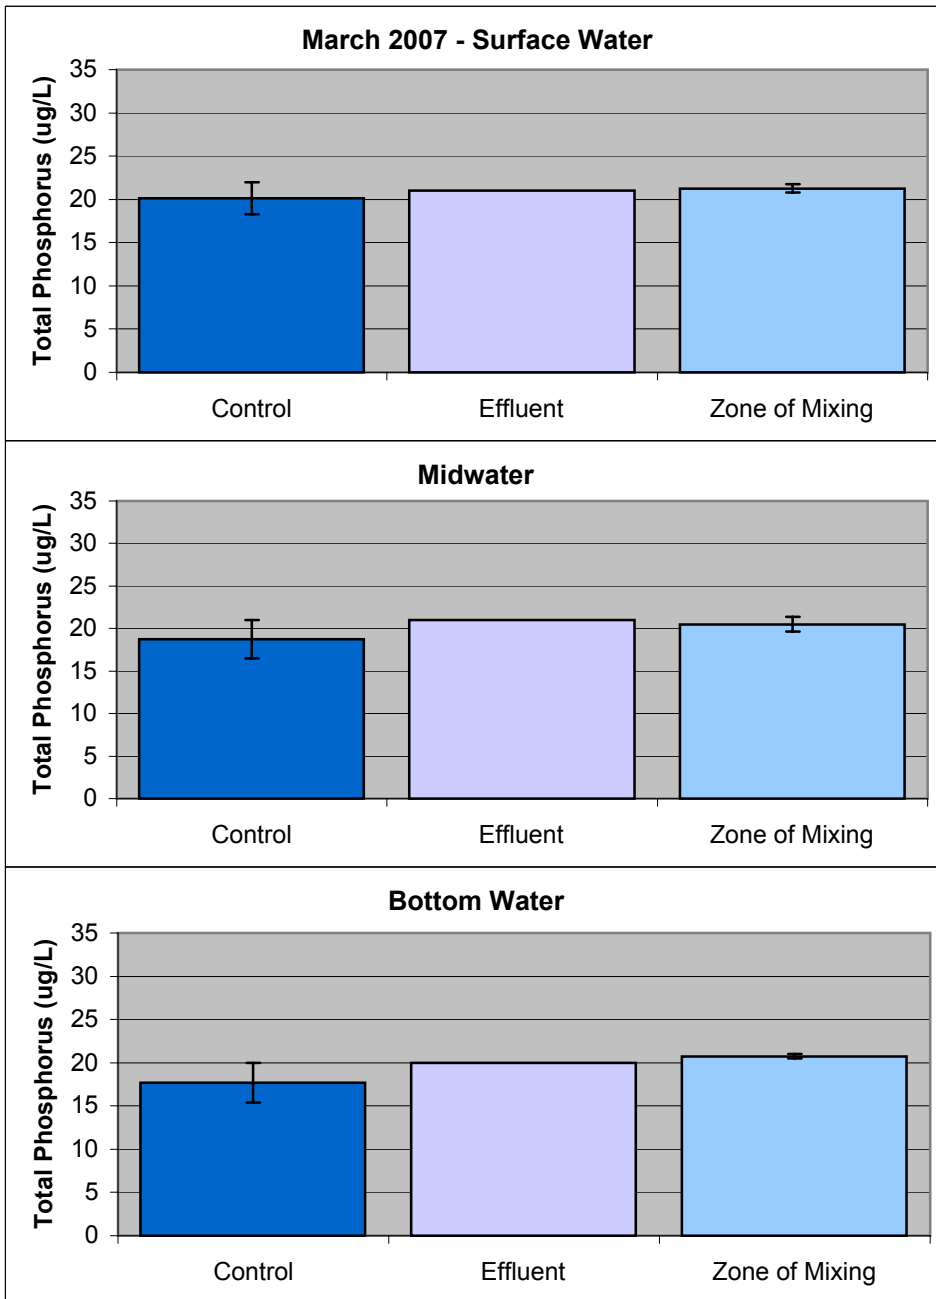 March 2007 - Surface Water
Total Phosphorus (ug/L)
35
30
25
20
15
10
5
0
Control Effluent Zone of Mixing
Midwater
Total Phosphorus (ug/L)
35
30
25
20
15
10
5
0
Control Effluent Zone of Mixing
Bottom Water
Total Phosphorus (ug/L)
35
30
25
20
15
10
5
0
Control Effluent Zone of Mixing